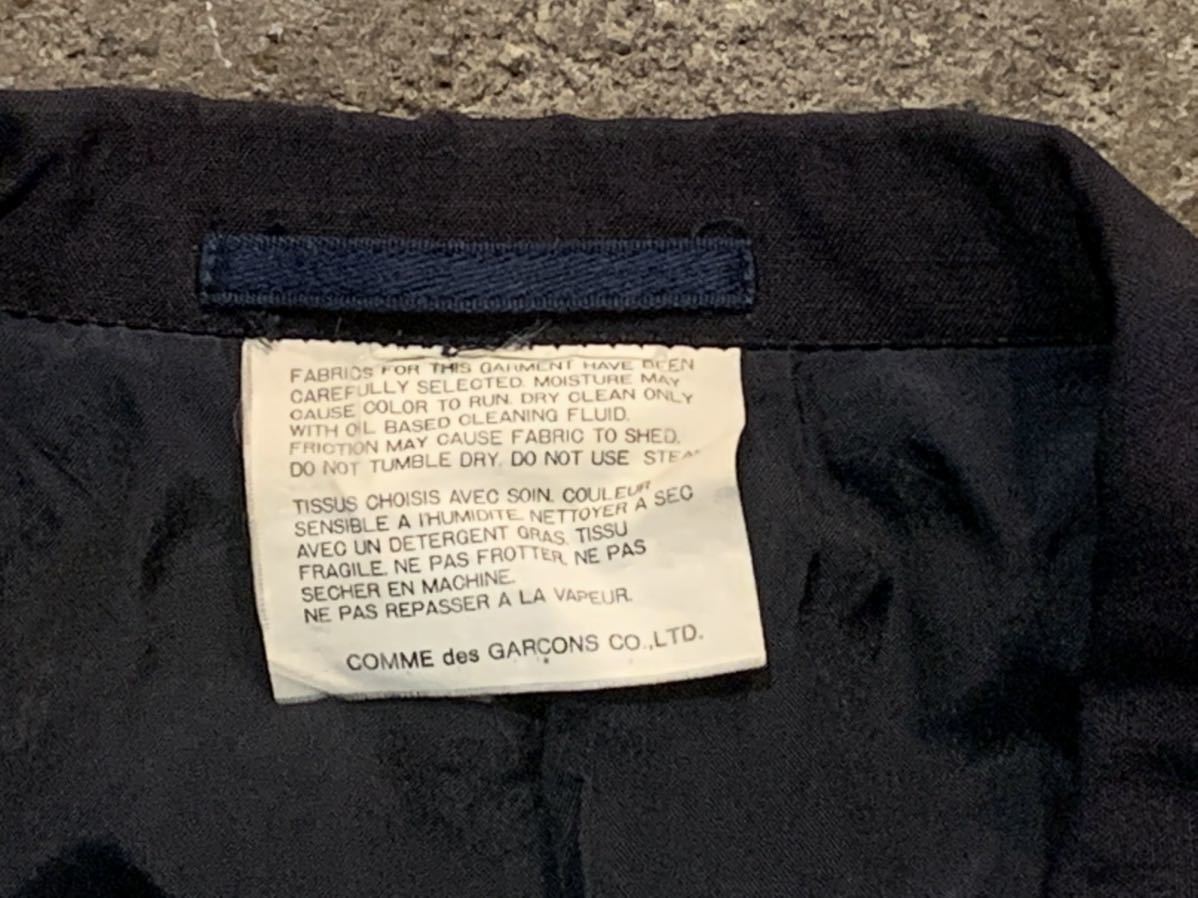 FABRICS FOR THIS GARMENT HAVE BEEN
CAREFULLY SELECTED. MOISTURE MAY
CAUSE COLOR TO RUN. DRY CLEAN ONLY
WITH OIL BASED CLEANING FLUID.
FRICTION MAY CAUSE FABRIC TO SHED.
DO NOT TUMBLE DRY. DO NOT USE
TISSUS CHOISIS AVEC SOIN. COULEUR
SENSIBLE A l'HUMIDITE. NETTOYER A SEC
AVEC UN DETERGENT GRAS. TISSU
FRAGILE. NE PAS FROTTER. NE PAS
SECHER EN MACHINE.
NE PAS REPASSER A LA VAPEUR.
COMME des GARCONS CO.,LTD.